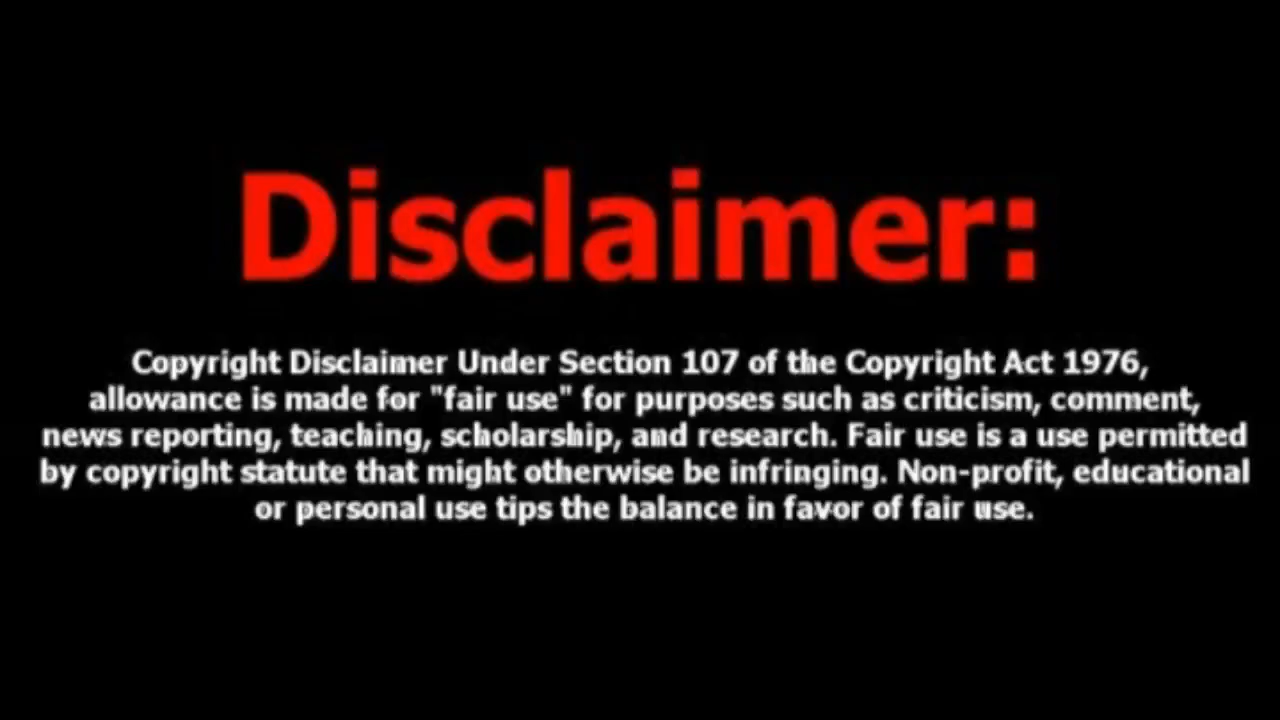 Disclaimer:
Copyright Disclaimer Under Section 107 of the Copyright Act 1976,
allowance is made for "fair use" for purposes such as criticism, comment,
news reporting, teaching, scholarship, and research. Fair use is a use permitted
by copyright statute that might otherwise be infringing. Non-profit, educational
or personal use tips the balance in favor of fair use.